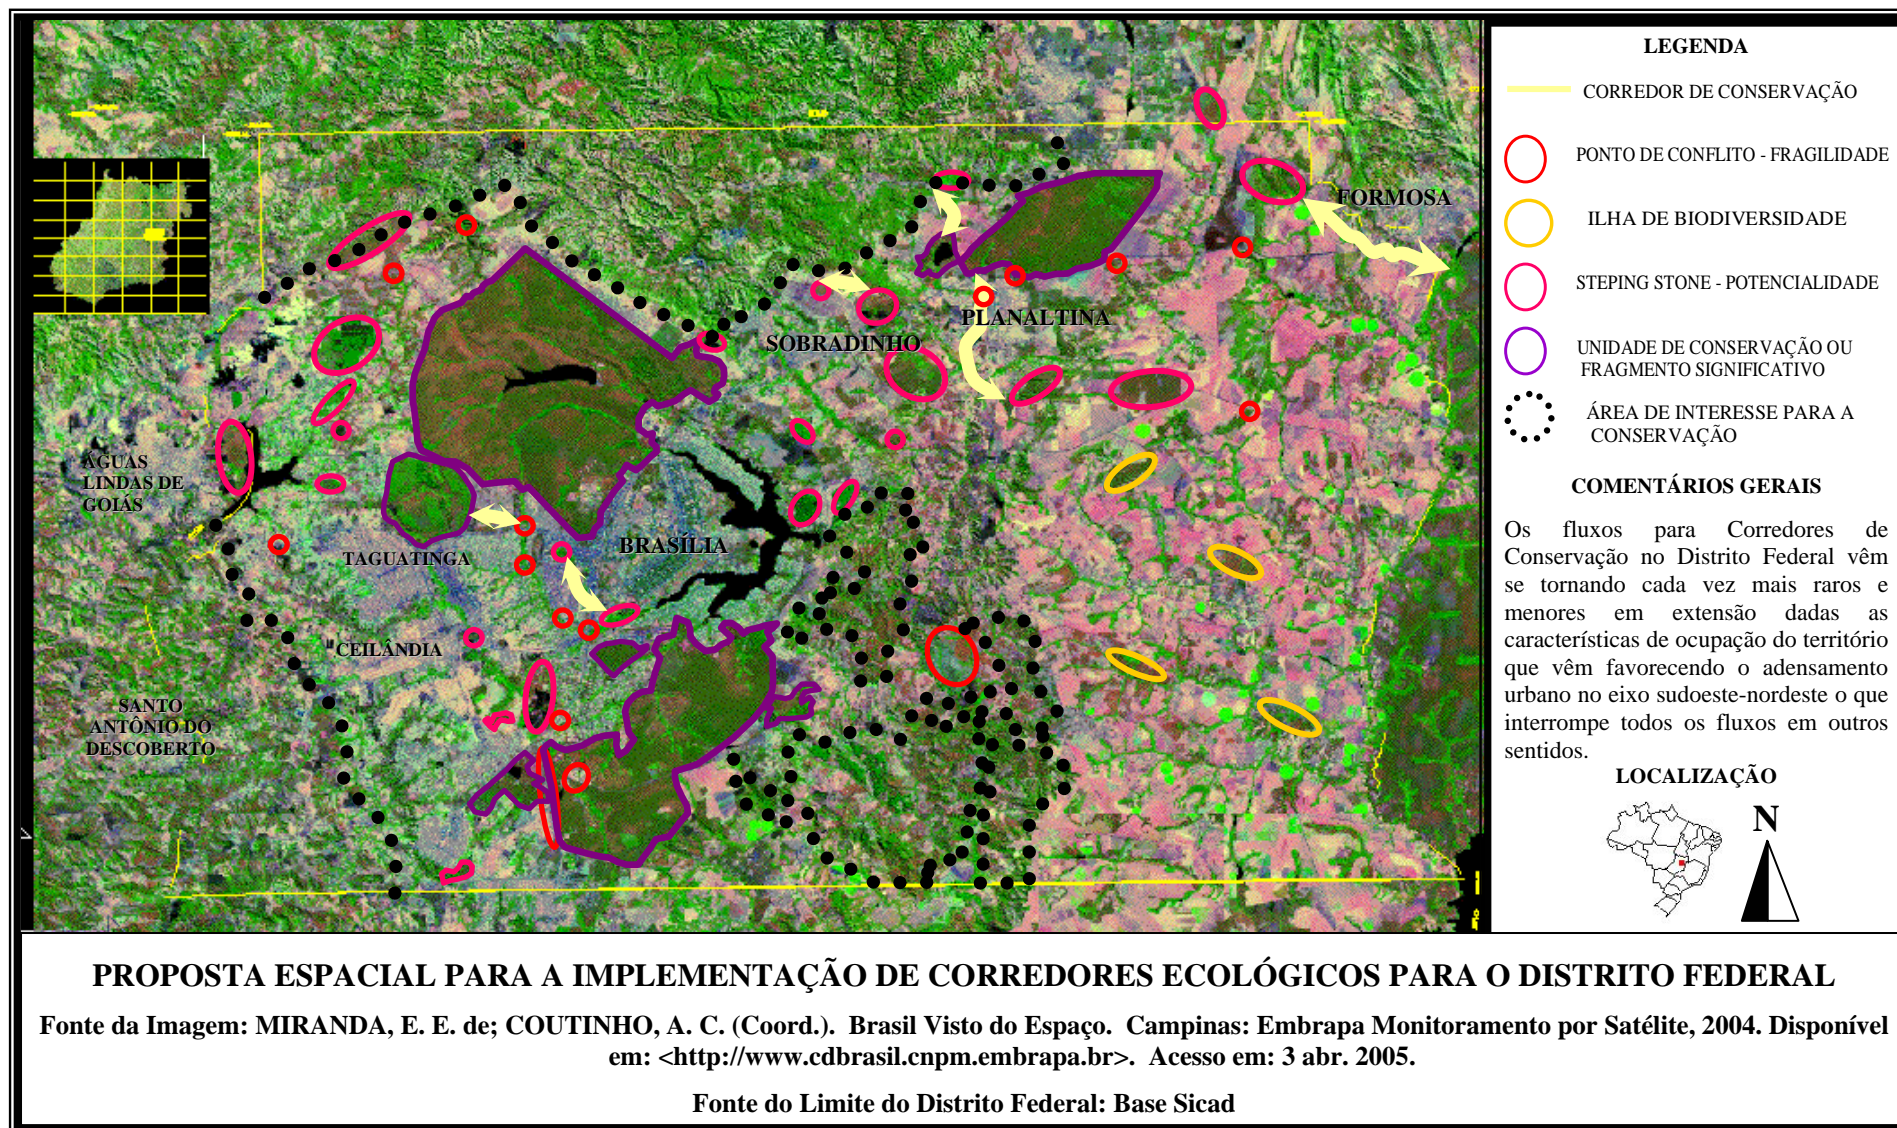 FORMOSA
PLANALTINA
SOBRADINHO
ÁGUAS
LINDAS DE
GOIÁS
TAGUATINGA
BRASÍLIA
CEILÂNDIA
SANTO
ANTÔNIO DO
DESCOBERTO
LEGENDA
CORREDOR DE CONSERVAÇÃO
PONTO DE CONFLITO - FRAGILIDADE
ILHA DE BIODIVERSIDADE
STEPING STONE - POTENCIALIDADE
UNIDADE DE CONSERVAÇÃO OU
FRAGMENTO SIGNIFICATIVO
ÁREA DE INTERESSE PARA A
CONSERVAÇÃO
COMENTÁRIOS GERAIS
Os fluxos para Corredores de
Conservação no Distrito Federal vêm
se tornando cada vez mais raros e
menores em extensão dadas as
características de ocupação do território
que vêm favorecendo o adensamento
urbano no eixo sudoeste-nordeste o que
interrompe todos os fluxos em outros
sentidos.
LOCALIZAÇÃO
N
PROPOSTA ESPACIAL PARA A IMPLEMENTAÇÃO DE CORREDORES ECOLÓGICOS PARA O DISTRITO FEDERAL
Fonte da Imagem: MIRANDA, E. E. de; COUTINHO, A. C. (Coord.). Brasil Visto do Espaço. Campinas: Embrapa Monitoramento por Satélite, 2004. Disponível
em: <http://www.cdbrasil.cnpm.embrapa.br>. Acesso em: 3 abr. 2005.
Fonte do Limite do Distrito Federal: Base Sicad